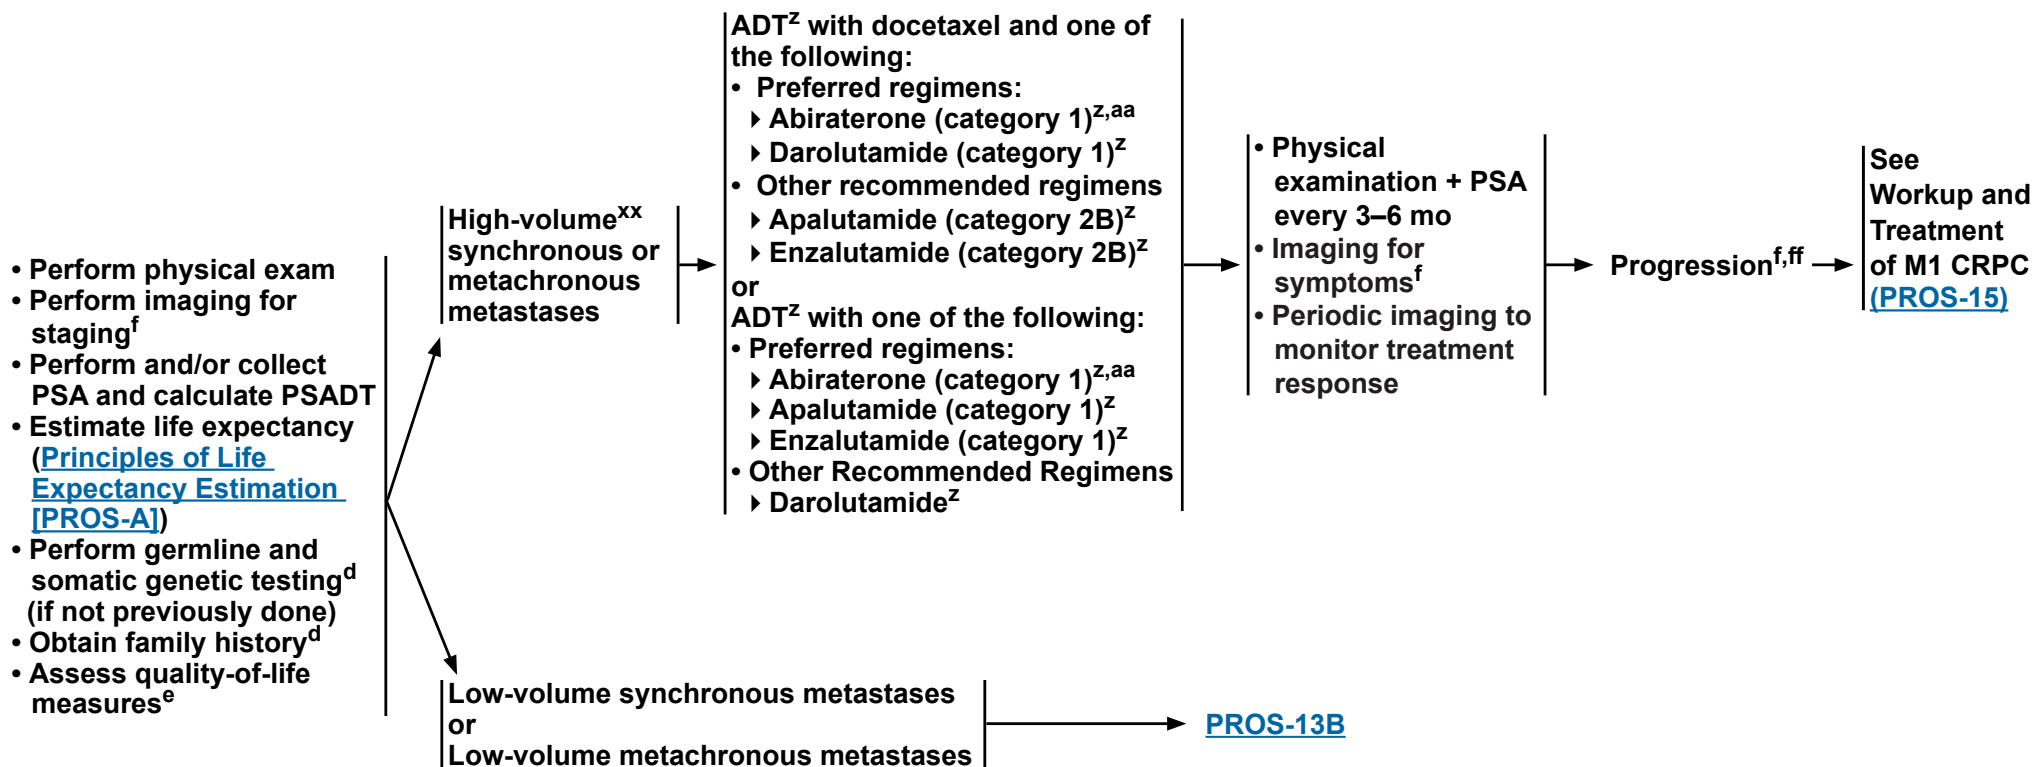 • Perform physical exam
• Perform imaging for
staging^f
• Perform and/or collect
PSA and calculate PSADT
• Estimate life expectancy
(Principles of Life
Expectancy Estimation
[PROS-A])
• Perform germline and
somatic genetic testing^d
(if not previously done)
• Obtain family history^d
• Assess quality-of-life
measures^e
High-volume^xx
synchronous or
metachronous
metastases
ADT^z with docetaxel and one of
the following:
• Preferred regimens:
▸ Abiraterone (category 1)^z,aa
▸ Darolutamide (category 1)^z
• Other recommended regimens
▸ Apalutamide (category 2B)^z
▸ Enzalutamide (category 2B)^z
or
ADT^z with one of the following:
• Preferred regimens:
▸ Abiraterone (category 1)^z,aa
▸ Apalutamide (category 1)^z
▸ Enzalutamide (category 1)^z
• Other Recommended Regimens
▸ Darolutamide^z
• Physical
examination + PSA
every 3–6 mo
• Imaging for
symptoms^f
• Periodic imaging to
monitor treatment
response
Progression^f,ff
See
Workup and
Treatment
of M1 CRPC
(PROS-15)
Low-volume synchronous metastases
or
Low-volume metachronous metastases
PROS-13B